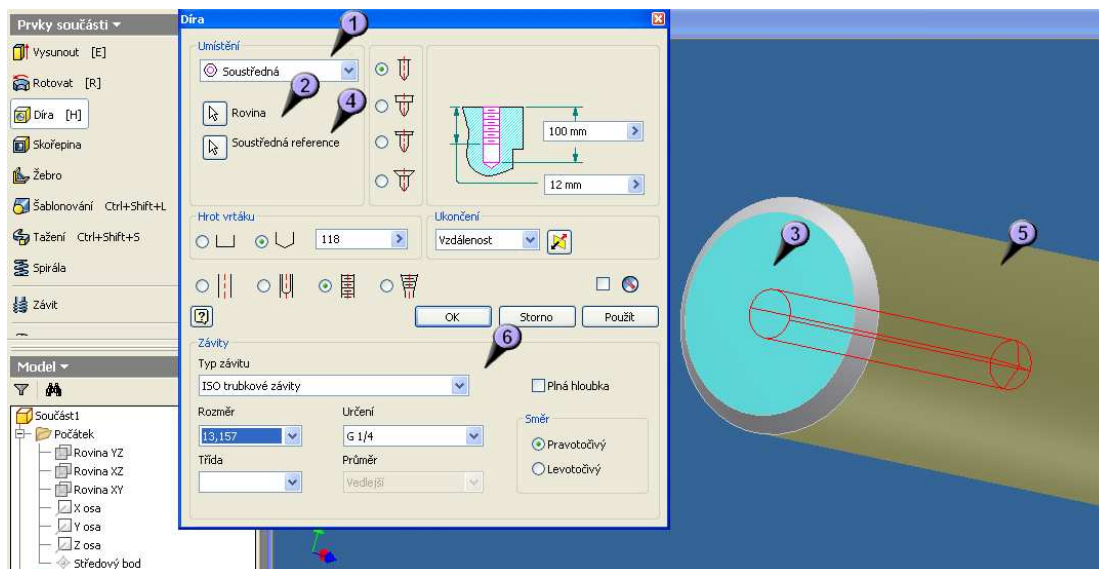 Prvky součásti
Vysunout [E]
Rotovat [R]
Díra [H]
Skořepina
Žebro
Šablonování Ctrl+Shift+L
Tažení Ctrl+Shift+S
Spirála
Závit
Model
Součást1
Počátek
Rovina YZ
Rovina XZ
Rovina XY
X osa
Y osa
Z osa
Středový bod
Díra
Umístění
1
Soustředná
2
Rovina
4
Soustředná reference
100 mm
12 mm
Hrot vrtáku
118
Ukončení
Vzdálenost
?
OK
Storno
Použít
6
Závity
Typ závitu
ISO trubkové závity
Plná hloubka
Rozměr
Určení
13,157
G 1/4
Třída
Průměr
Vedlejší
Směr
Pravotočivý
Levotočivý
3
5